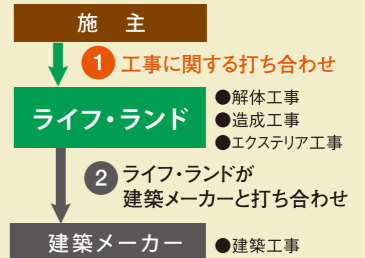 施 主
1 工事に関する打ち合わせ
ライフ・ランド
●解体工事
●造成工事
●エクステリア工事
2 ライフ・ランドが
建築メーカーと打ち合わせ
建築メーカー
●建築工事